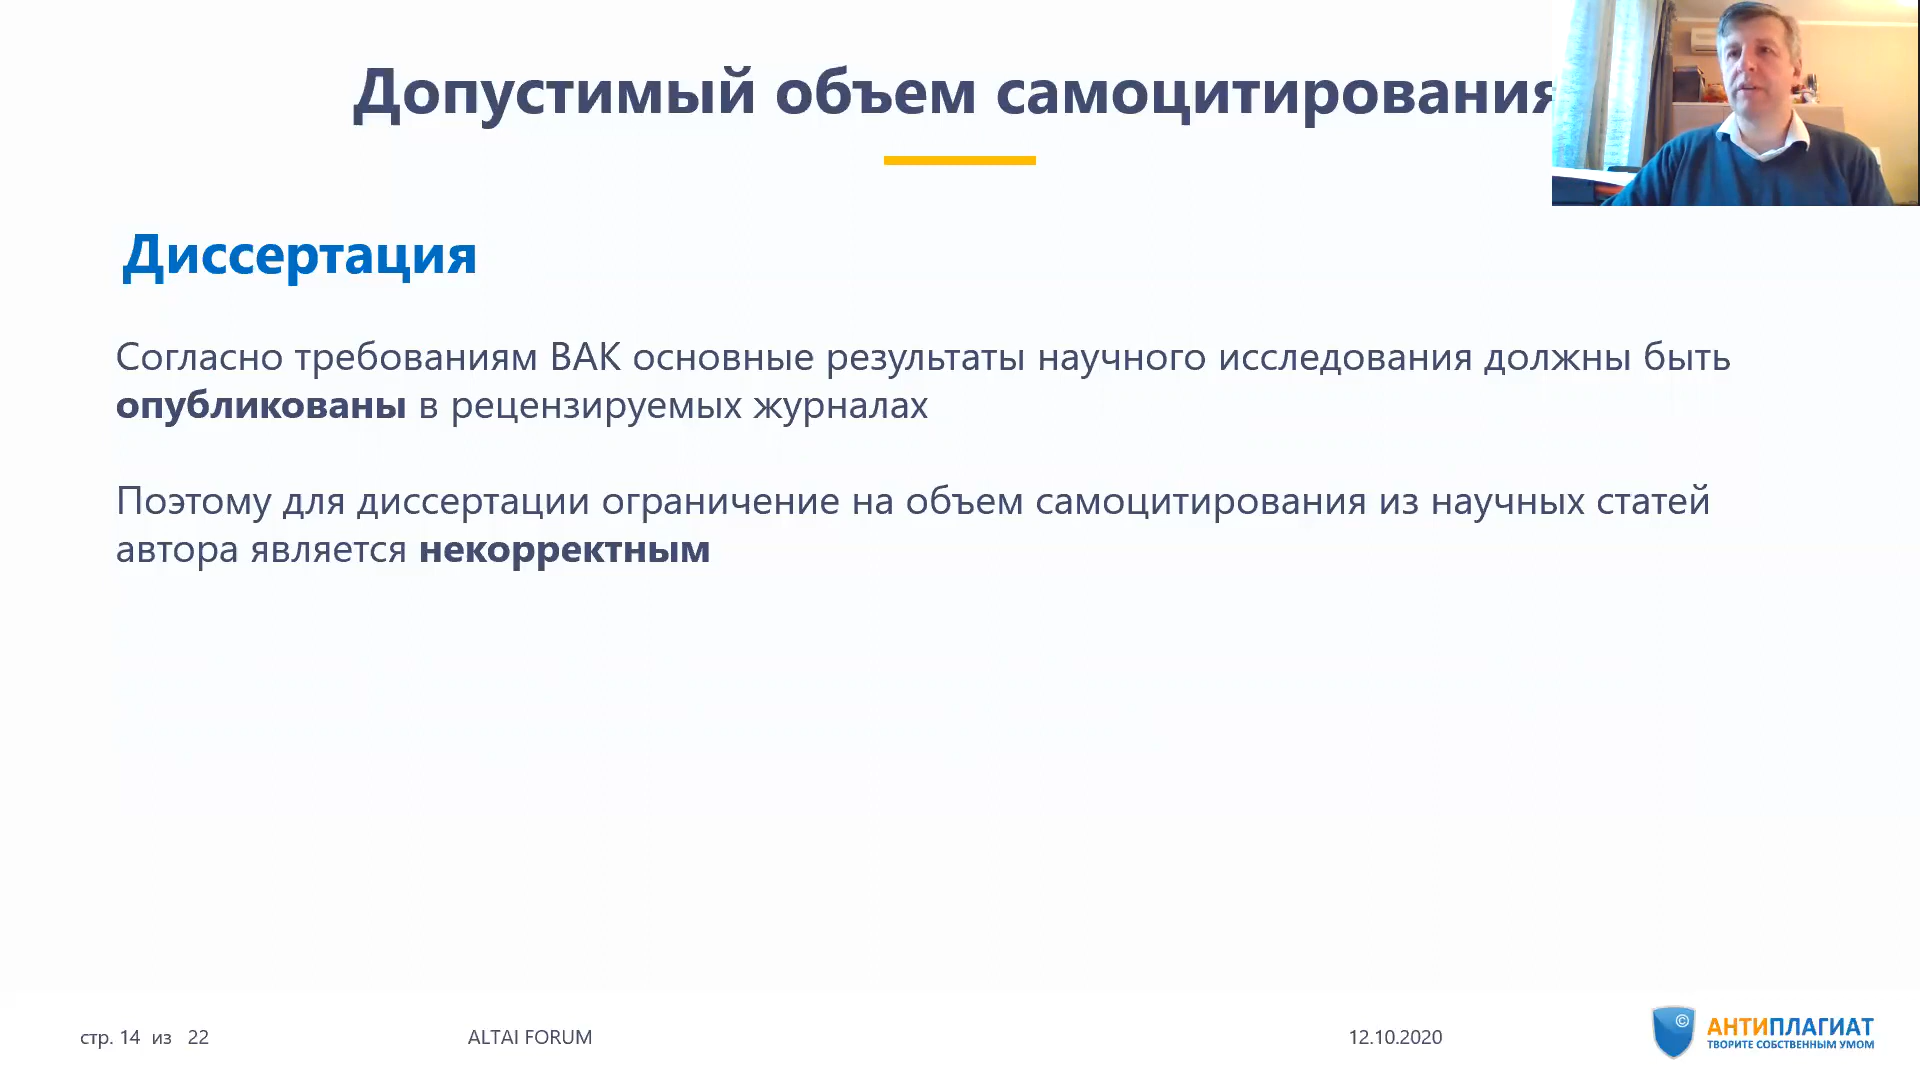 Допустимый объем самоцитирования
Диссертация
Согласно требованиям ВАК основные результаты научного исследования должны быть
опубликованы в рецензируемых журналах
Поэтому для диссертации ограничение на объем самоцитирования из научных статей
автора является некорректным
стр. 14 из 22
ALTAI FORUM
12.10.2020
©
АНТИПЛАГИАТ
ТВОРИТЕ СОБСТВЕННЫМ УМОМ